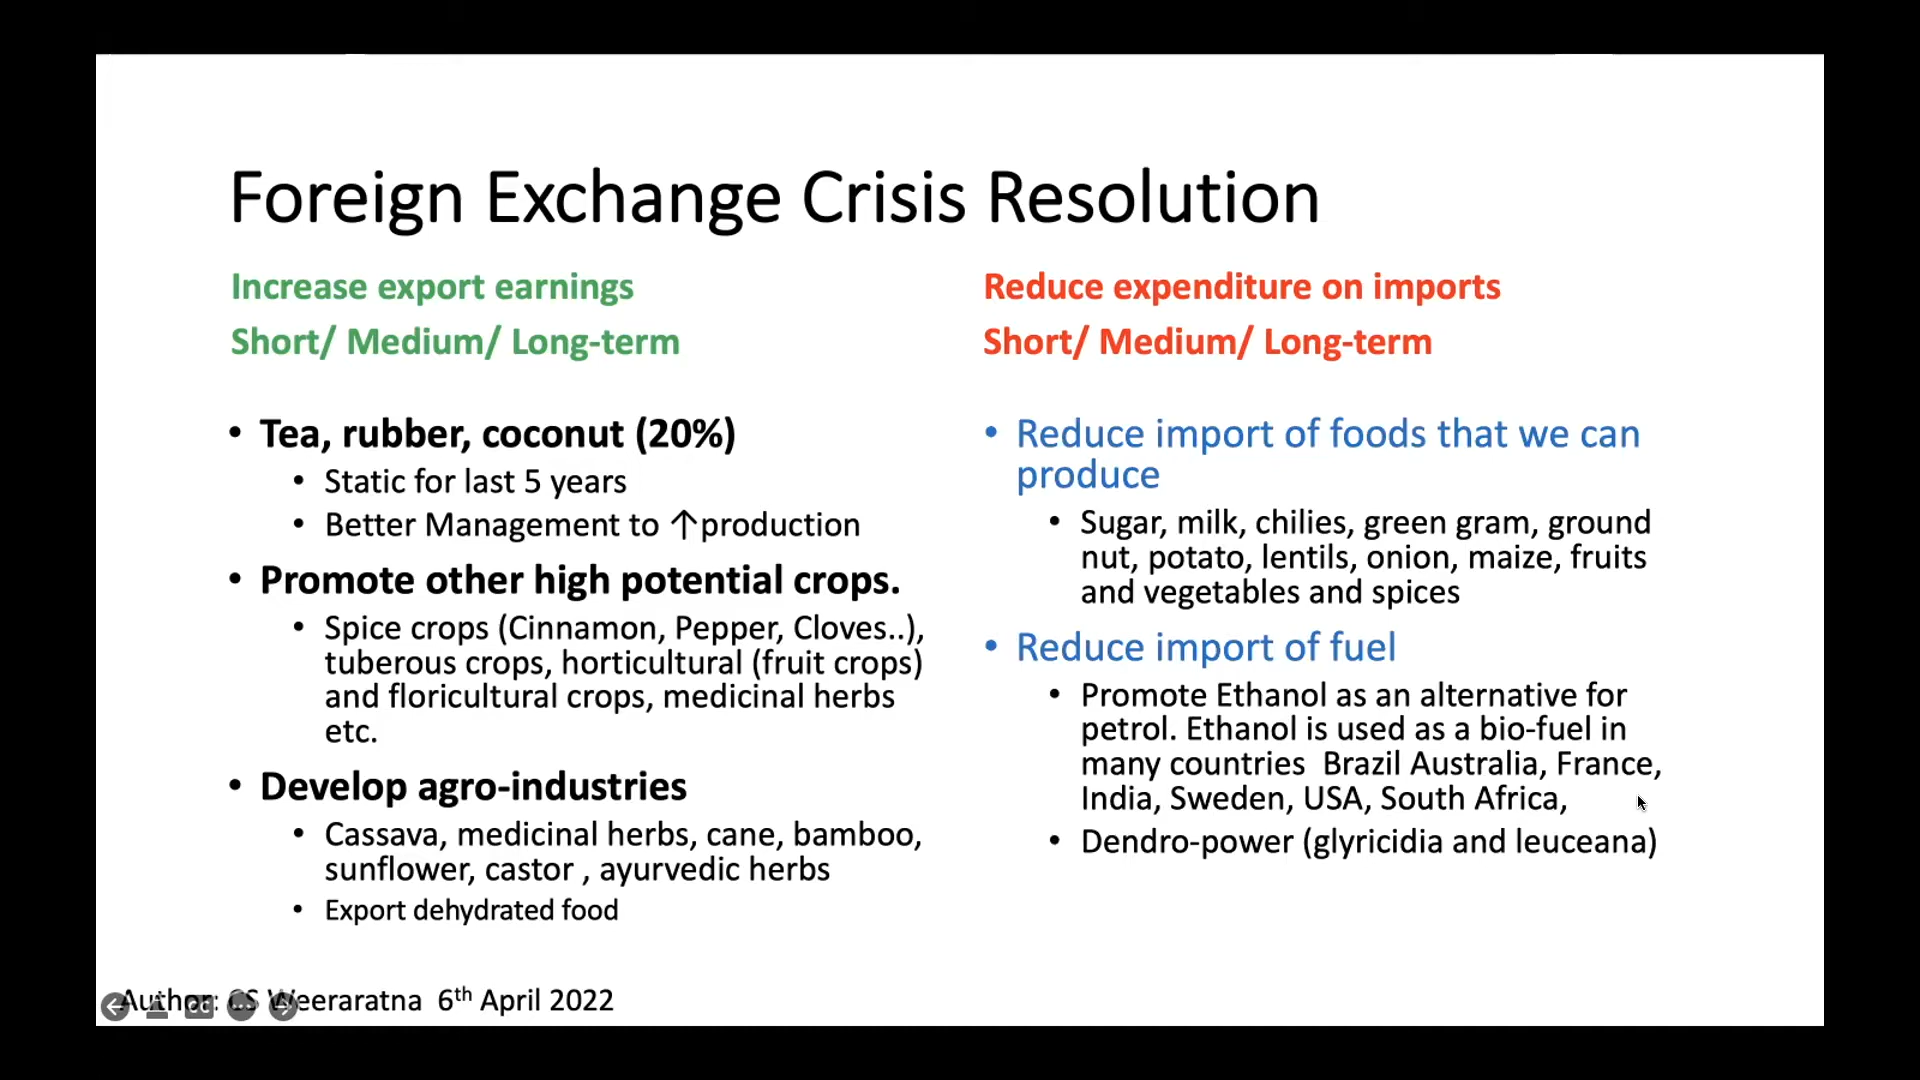 Foreign Exchange Crisis Resolution
Increase export earnings
Short/ Medium/ Long-term
• Tea, rubber, coconut (20%)
• Static for last 5 years
• Better Management to ↑production
• Promote other high potential crops.
• Spice crops (Cinnamon, Pepper, Cloves..),
tuberous crops, horticultural (fruit crops)
and floricultural crops, medicinal herbs
etc.
• Develop agro-industries
• Cassava, medicinal herbs, cane, bamboo,
sunflower, castor , ayurvedic herbs
• Export dehydrated food
Reduce expenditure on imports
Short/ Medium/ Long-term
• Reduce import of foods that we can
produce
• Sugar, milk, chilies, green gram, ground
nut, potato, lentils, onion, maize, fruits
and vegetables and spices
• Reduce import of fuel
• Promote Ethanol as an alternative for
petrol. Ethanol is used as a bio-fuel in
many countries  Brazil Australia, France,
India, Sweden, USA, South Africa,
• Dendro-power (glyricidia and leuceana)
Author: CS Weeraratna  6th April 2022